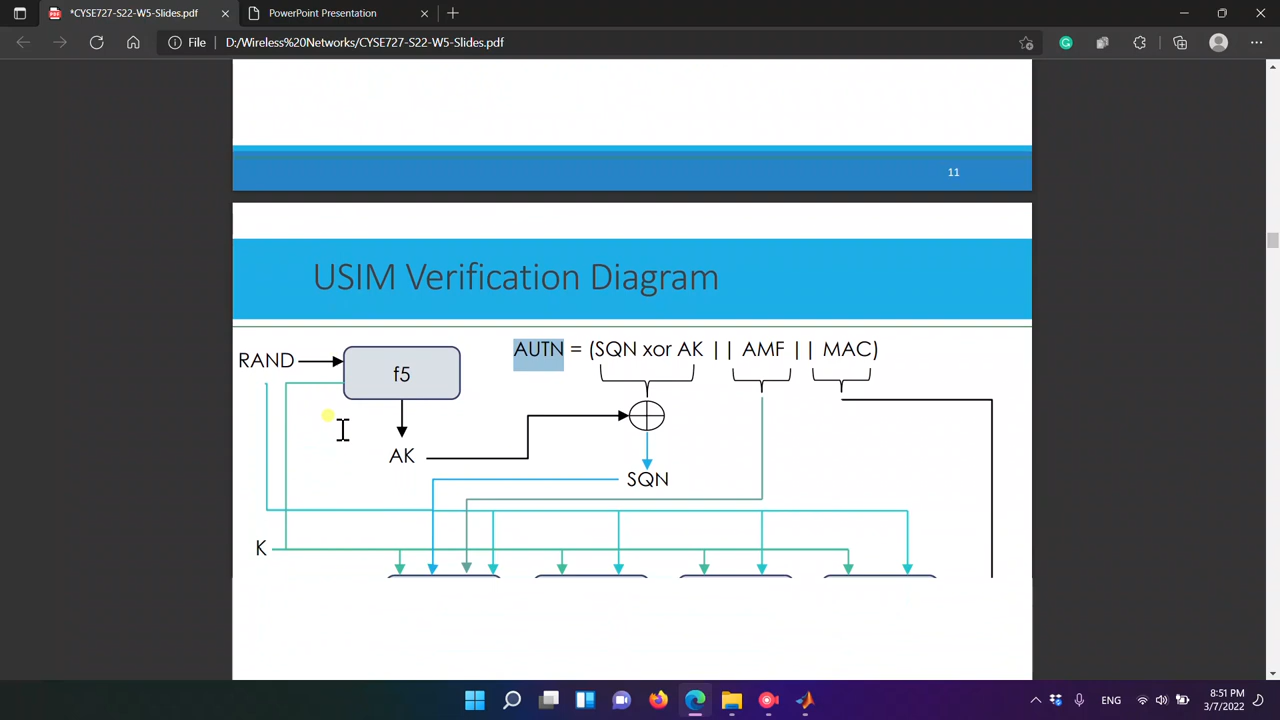 *CYSE727-S22-W5-Slides.pdf
PowerPoint Presentation
File
D:/Wireless%20Networks/CYSE727-S22-W5-Slides.pdf
11
USIM Verification Diagram
RAND
f5
AUTN = (SQN xor AK || AMF || MAC)
AK
SQN
K
ENG
8:51 PM
3/7/2022